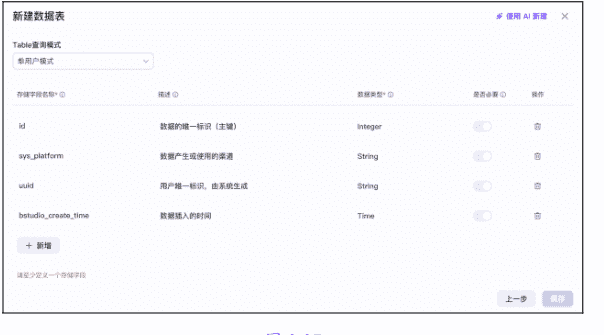 新建数据表
使用 AI 新增
Table查询模式
单用户模式
存储字段名称* 描述 数据类型* 是否必要 操作
id 数据的唯一标识（主键） Integer
sys_platform 数据产生或使用的渠道 String
uuid 用户唯一标识，由系统生成 String
bstudio_create_time 数据插入的时间 Time
+ 新增
请至少定义一个存储字段
上一步 保存